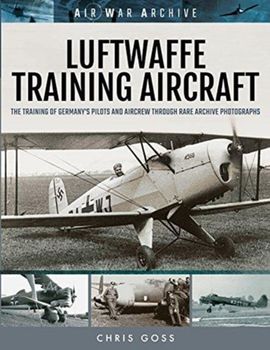 AIR WAR ARCHIVE
LUFTWAFFE
TRAINING AIRCRAFT
THE TRAINING OF GERMANY'S PILOTS AND AIRCREW THROUGH RARE ARCHIVE PHOTOGRAPHS
CHRIS GOSS